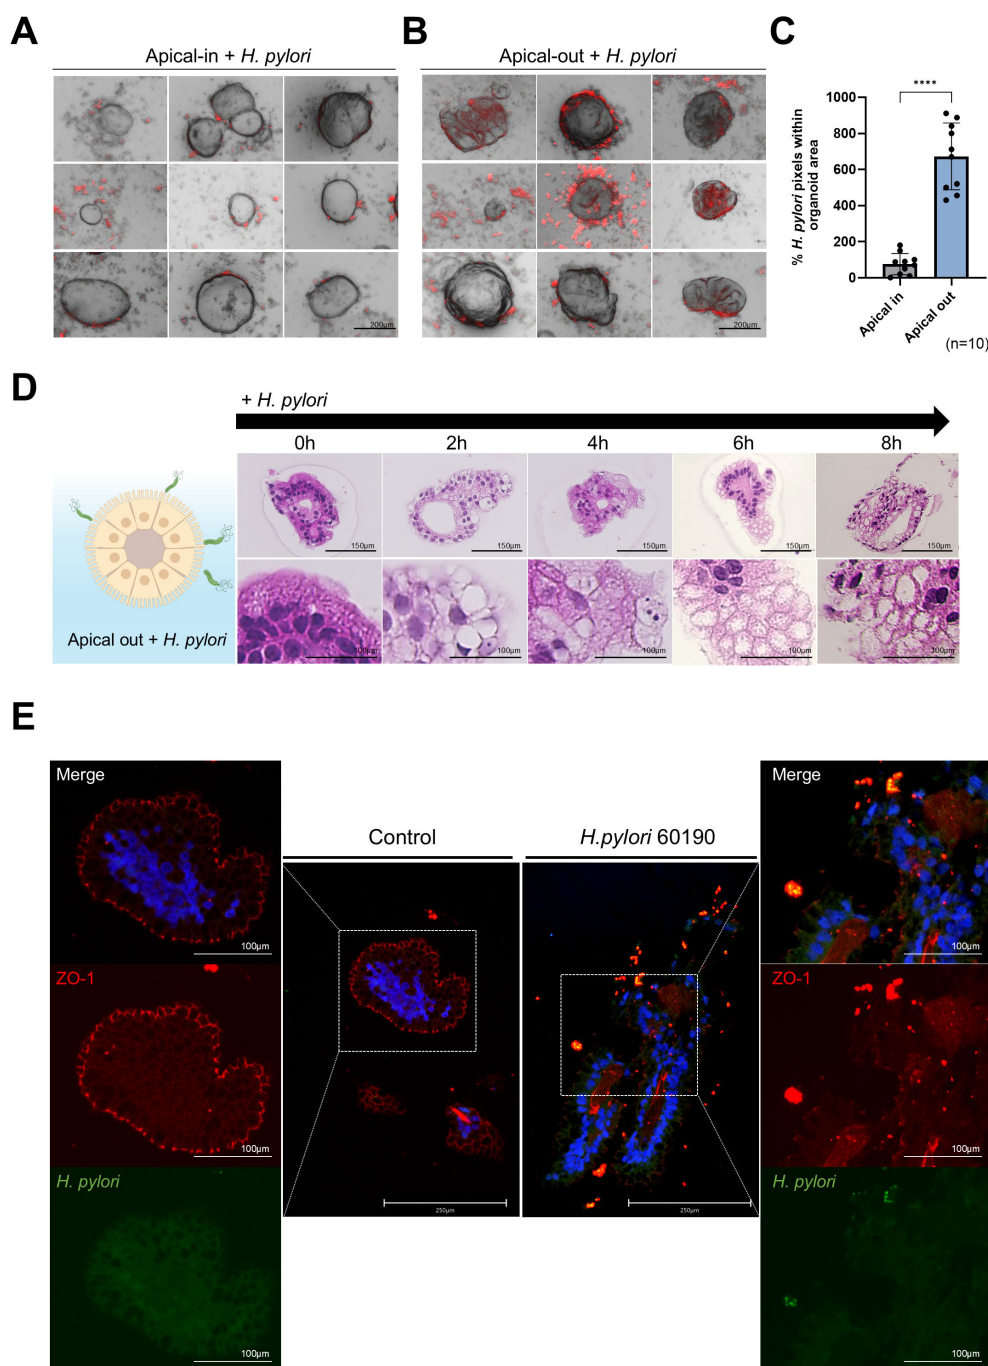 A
Apical-in + H. pylori
200μm
B
Apical-out + H. pylori
200μm
C
****
% H. pylori pixels within
organoid area
1000
800
600
400
200
0
Apical in
Apical out
(n=10)
D
+ H. pylori
0h 2h 4h 6h 8h
150μm 150μm 150μm 150μm 150μm
100μm 100μm 100μm 100μm 100μm
Apical out + H. pylori
E
Merge
100μm
ZO-1
100μm
H. pylori
100μm
Control
250μm
H.pylori 60190
250μm
Merge
100μm
ZO-1
100μm
H. pylori
100μm